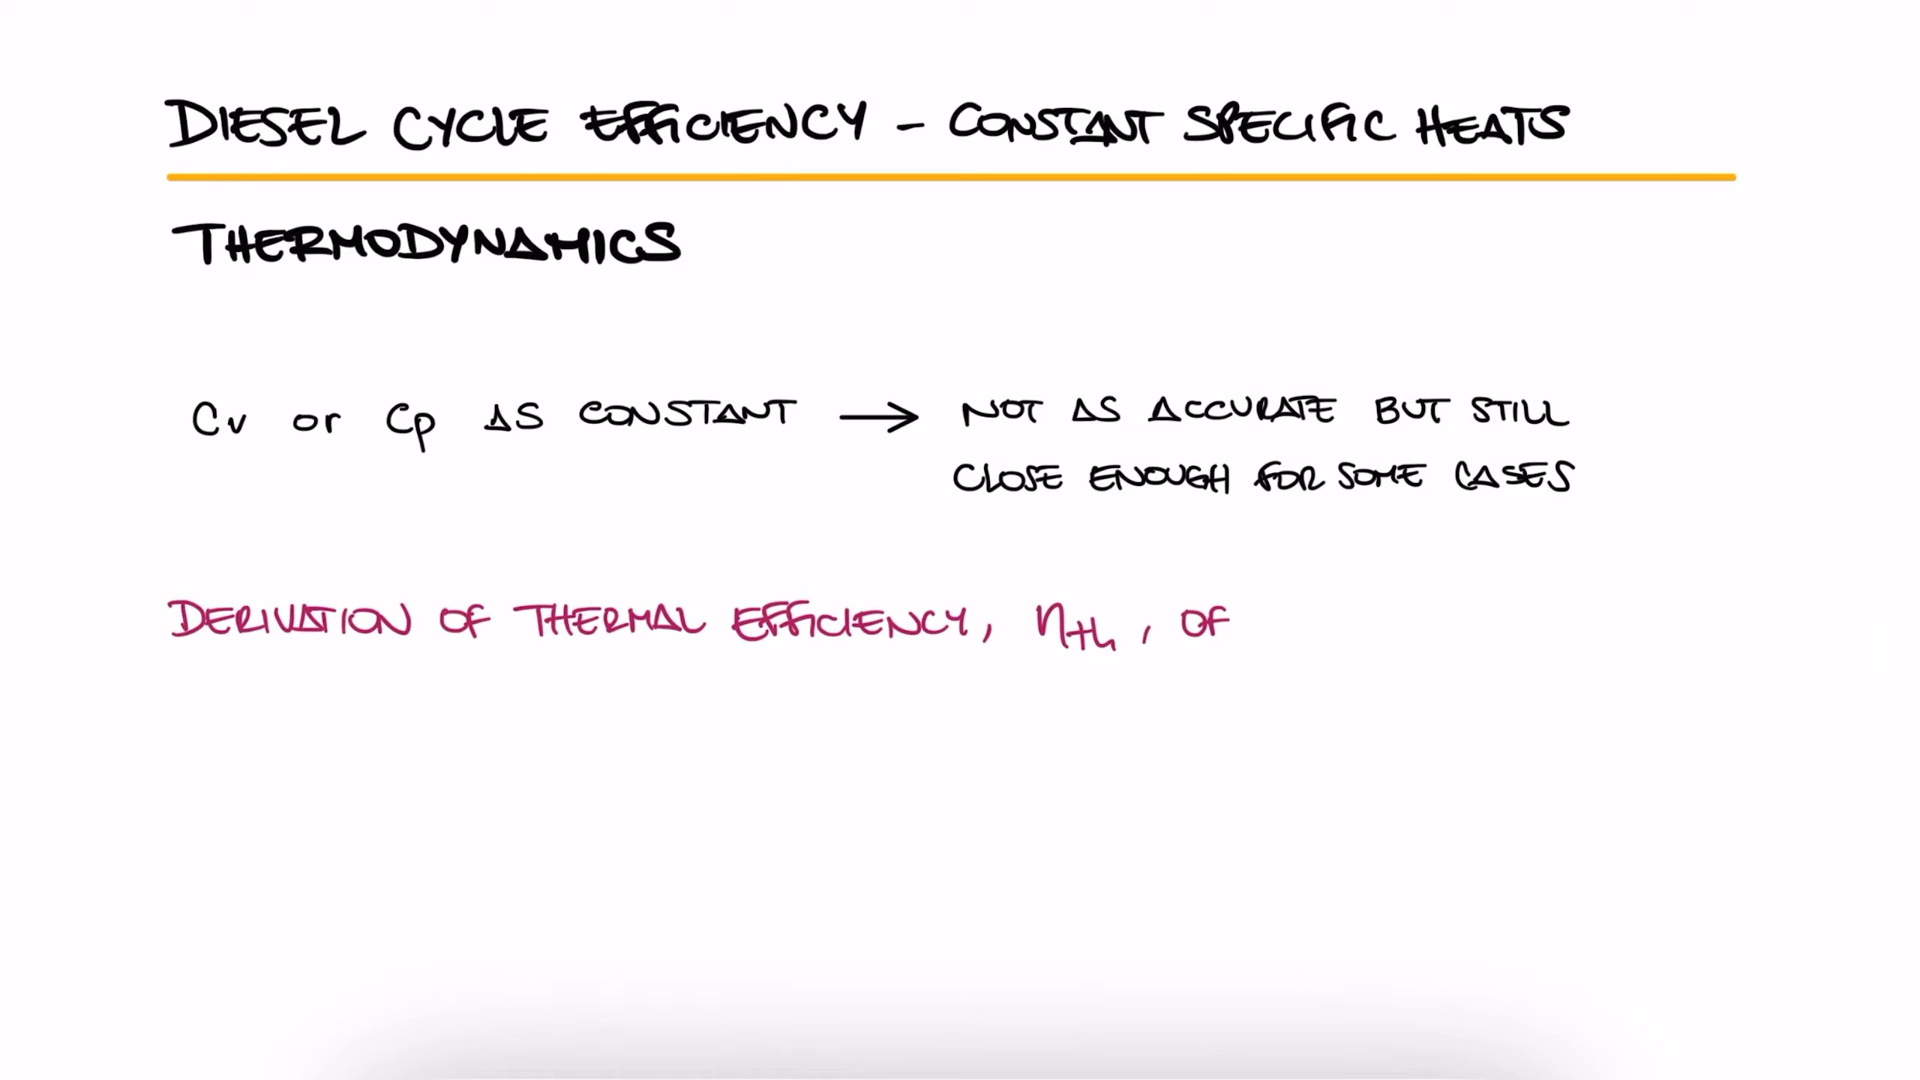 DIESEL CYCLE EFFICIENCY - CONSTANT SPECIFIC HEATS
THERMODYNAMICS
Cv or Cp AS CONSTANT → NOT AS ACCURATE BUT STILL
CLOSE ENOUGH FOR SOME CASES
DERIVATION OF THERMAL EFFICIENCY, ηth, OF